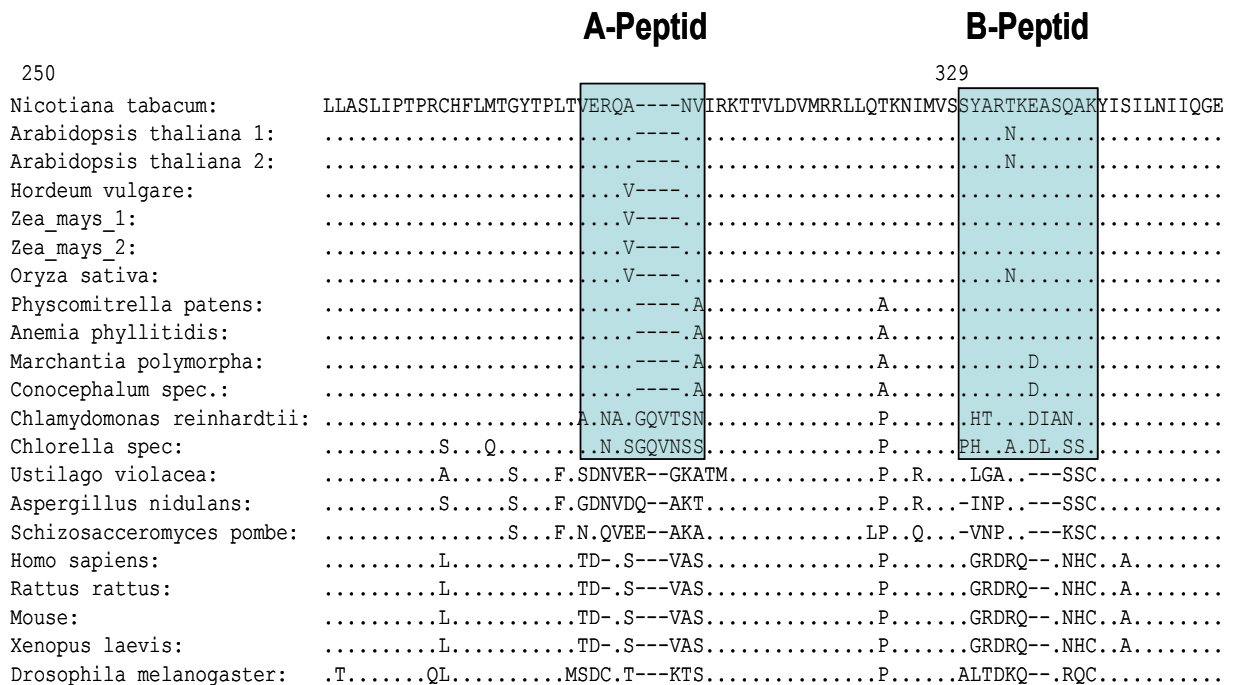 A-Peptid B-Peptid
250 329
Nicotiana tabacum: LLASLIPTPRCHFLMTGYTPLTVERQA----NVIRKTTVLDVMRRLLQTKNIMVSSYARTKEASQAKYISILNIIQGE
Arabidopsis thaliana 1: ...........................----............................N..................
Arabidopsis thaliana 2: ...........................----............................N..................
Hordeum vulgare: ..........................V----...............................................
Zea_mays_1: ..........................V----...............................................
Zea_mays_2: ..........................V----...............................................
Oryza sativa: ..........................V----............................N..................
Physcomitrella patens: ...........................----.A...............A.............................
Anemia phyllitidis: ...........................----.A...............A.............................
Marchantia polymorpha: ...........................----.A...............A............D................
Conocephalum spec.: ...........................----.A...............A............D................
Chlamydomonas reinhardtii: ......................A.NA.GQVTSN...............P.......HT...DIAN.............
Chlorella spec: ..........S...Q.........N.SGQVNSS...............P......PH..A.DL.SS............
Ustilago violacea: ..........A.....S...F.SDNVER--GKATM.............P..R....LGA..---SSC...........
Aspergillus nidulans: ..........S.....S...F.GDNVDQ--AKT...............P..R...-INP..---SSC...........
Schizosacceromyces pombe: ................S...F.N.QVEE--AKA..............LP..Q...-VNP..---KSC...........
Homo sapiens: ..........L...........TD-.S---VAS...............P.......GRDRQ--.NHC..A........
Rattus rattus: ..........L...........TD-.S---VAS...............P.......GRDRQ--.NHC..A........
Mouse: ..........L...........TD-.S---VAS...............P.......GRDRQ--.NHC..A........
Xenopus laevis: ..........L...........TD-.S---VAS...............P.......GRDRQ--.NHC..A........
Drosophila melanogaster: .T.......QL..........MSDC.T---KTS...............P......ALTDKQ--.RQC...........